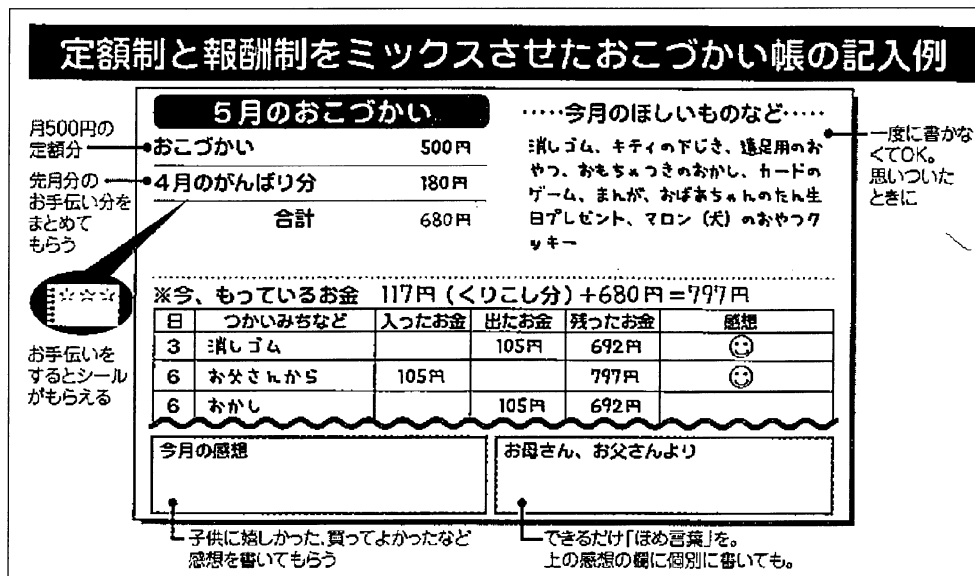 定額制と報酬制をミックスさせたおこづかい帳の記入例
月500円の
定額分
先月分の
お手伝い分を
まとめて
もらう
お手伝いを
するとシール
がもらえる
5月のおこづかい
おこづかい 500円
4月のがんばり分 180円
合計 680円
‥‥‥今月のほしいものなど‥‥‥
消しゴム、キティの下じき、遠足用のお
やつ、おもちゃつきのおかし、カードの
ゲーム、まんが、おばあちゃんのたん生
日プレゼント、マロン(犬)のおやつク
ッキー
一度に書かな
くてOK。
思いついた
ときに
※今、もっているお金 117円(くりこし分)+680円=797円
日 つかいみちなど 入ったお金 出たお金 残ったお金 感想
3 消しゴム 105円 692円
6 お父さんから 105円 797円
6 おかし 105円 692円
今月の感想
お母さん、お父さんより
子供に嬉しかった、買ってよかったなど
感想を書いてもらう
できるだけ「ほめ言葉」を。
上の感想の欄に個別に書いても。